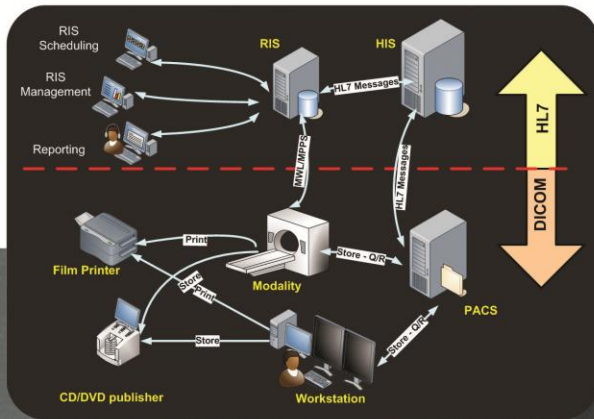 RIS
Scheduling
RIS
Management
Reporting
RIS
HIS
HL7 Messages
HL7
MWL/MPPS
HL7 Messages
DICOM
Print
Film Printer
Store
Print
Modality
Store - Q/R
PACS
Store
Store - Q/R
CD/DVD publisher
Workstation